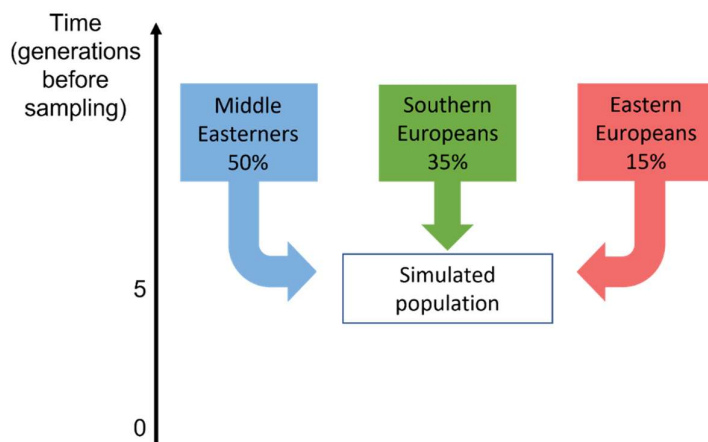 Time
(generations
before
sampling)
Middle
Easterners
50%
Southern
Europeans
35%
Eastern
Europeans
15%
Simulated
population
5
0